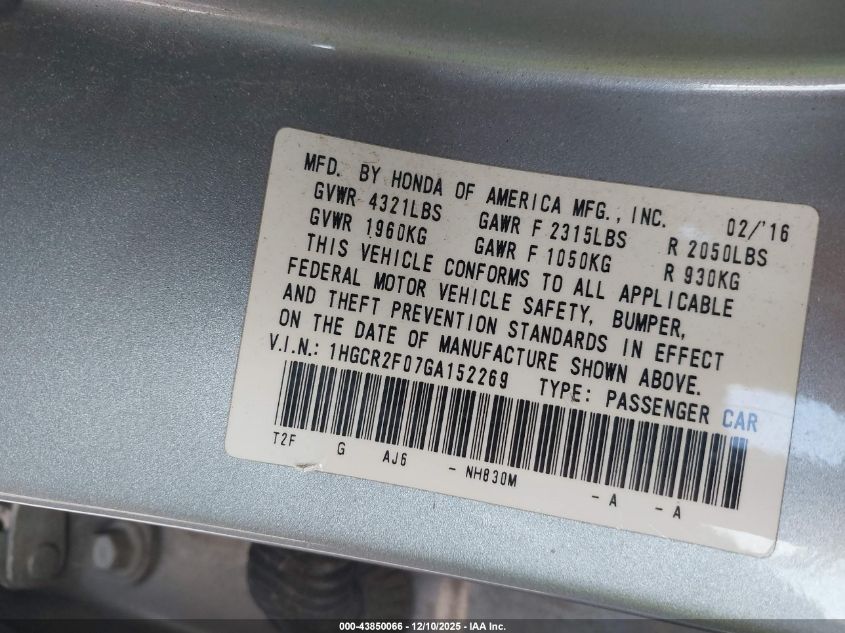 MFD. BY HONDA OF AMERICA MFG., INC. 02/'16
GVWR 4321LBS GAWR F 2315LBS R 2050LBS
GVWR 1960KG GAWR F 1050KG R 930KG
THIS VEHICLE CONFORMS TO ALL APPLICABLE
FEDERAL MOTOR VEHICLE SAFETY, BUMPER,
AND THEFT PREVENTION STANDARDS IN EFFECT
ON THE DATE OF MANUFACTURE SHOWN ABOVE.
V.I.N.: 1HGCR2F07GA152269 TYPE: PASSENGER CAR
T2F G AJ6 - NH830M - A - A
000-43850066 - 12/10/2025 - IAA Inc.